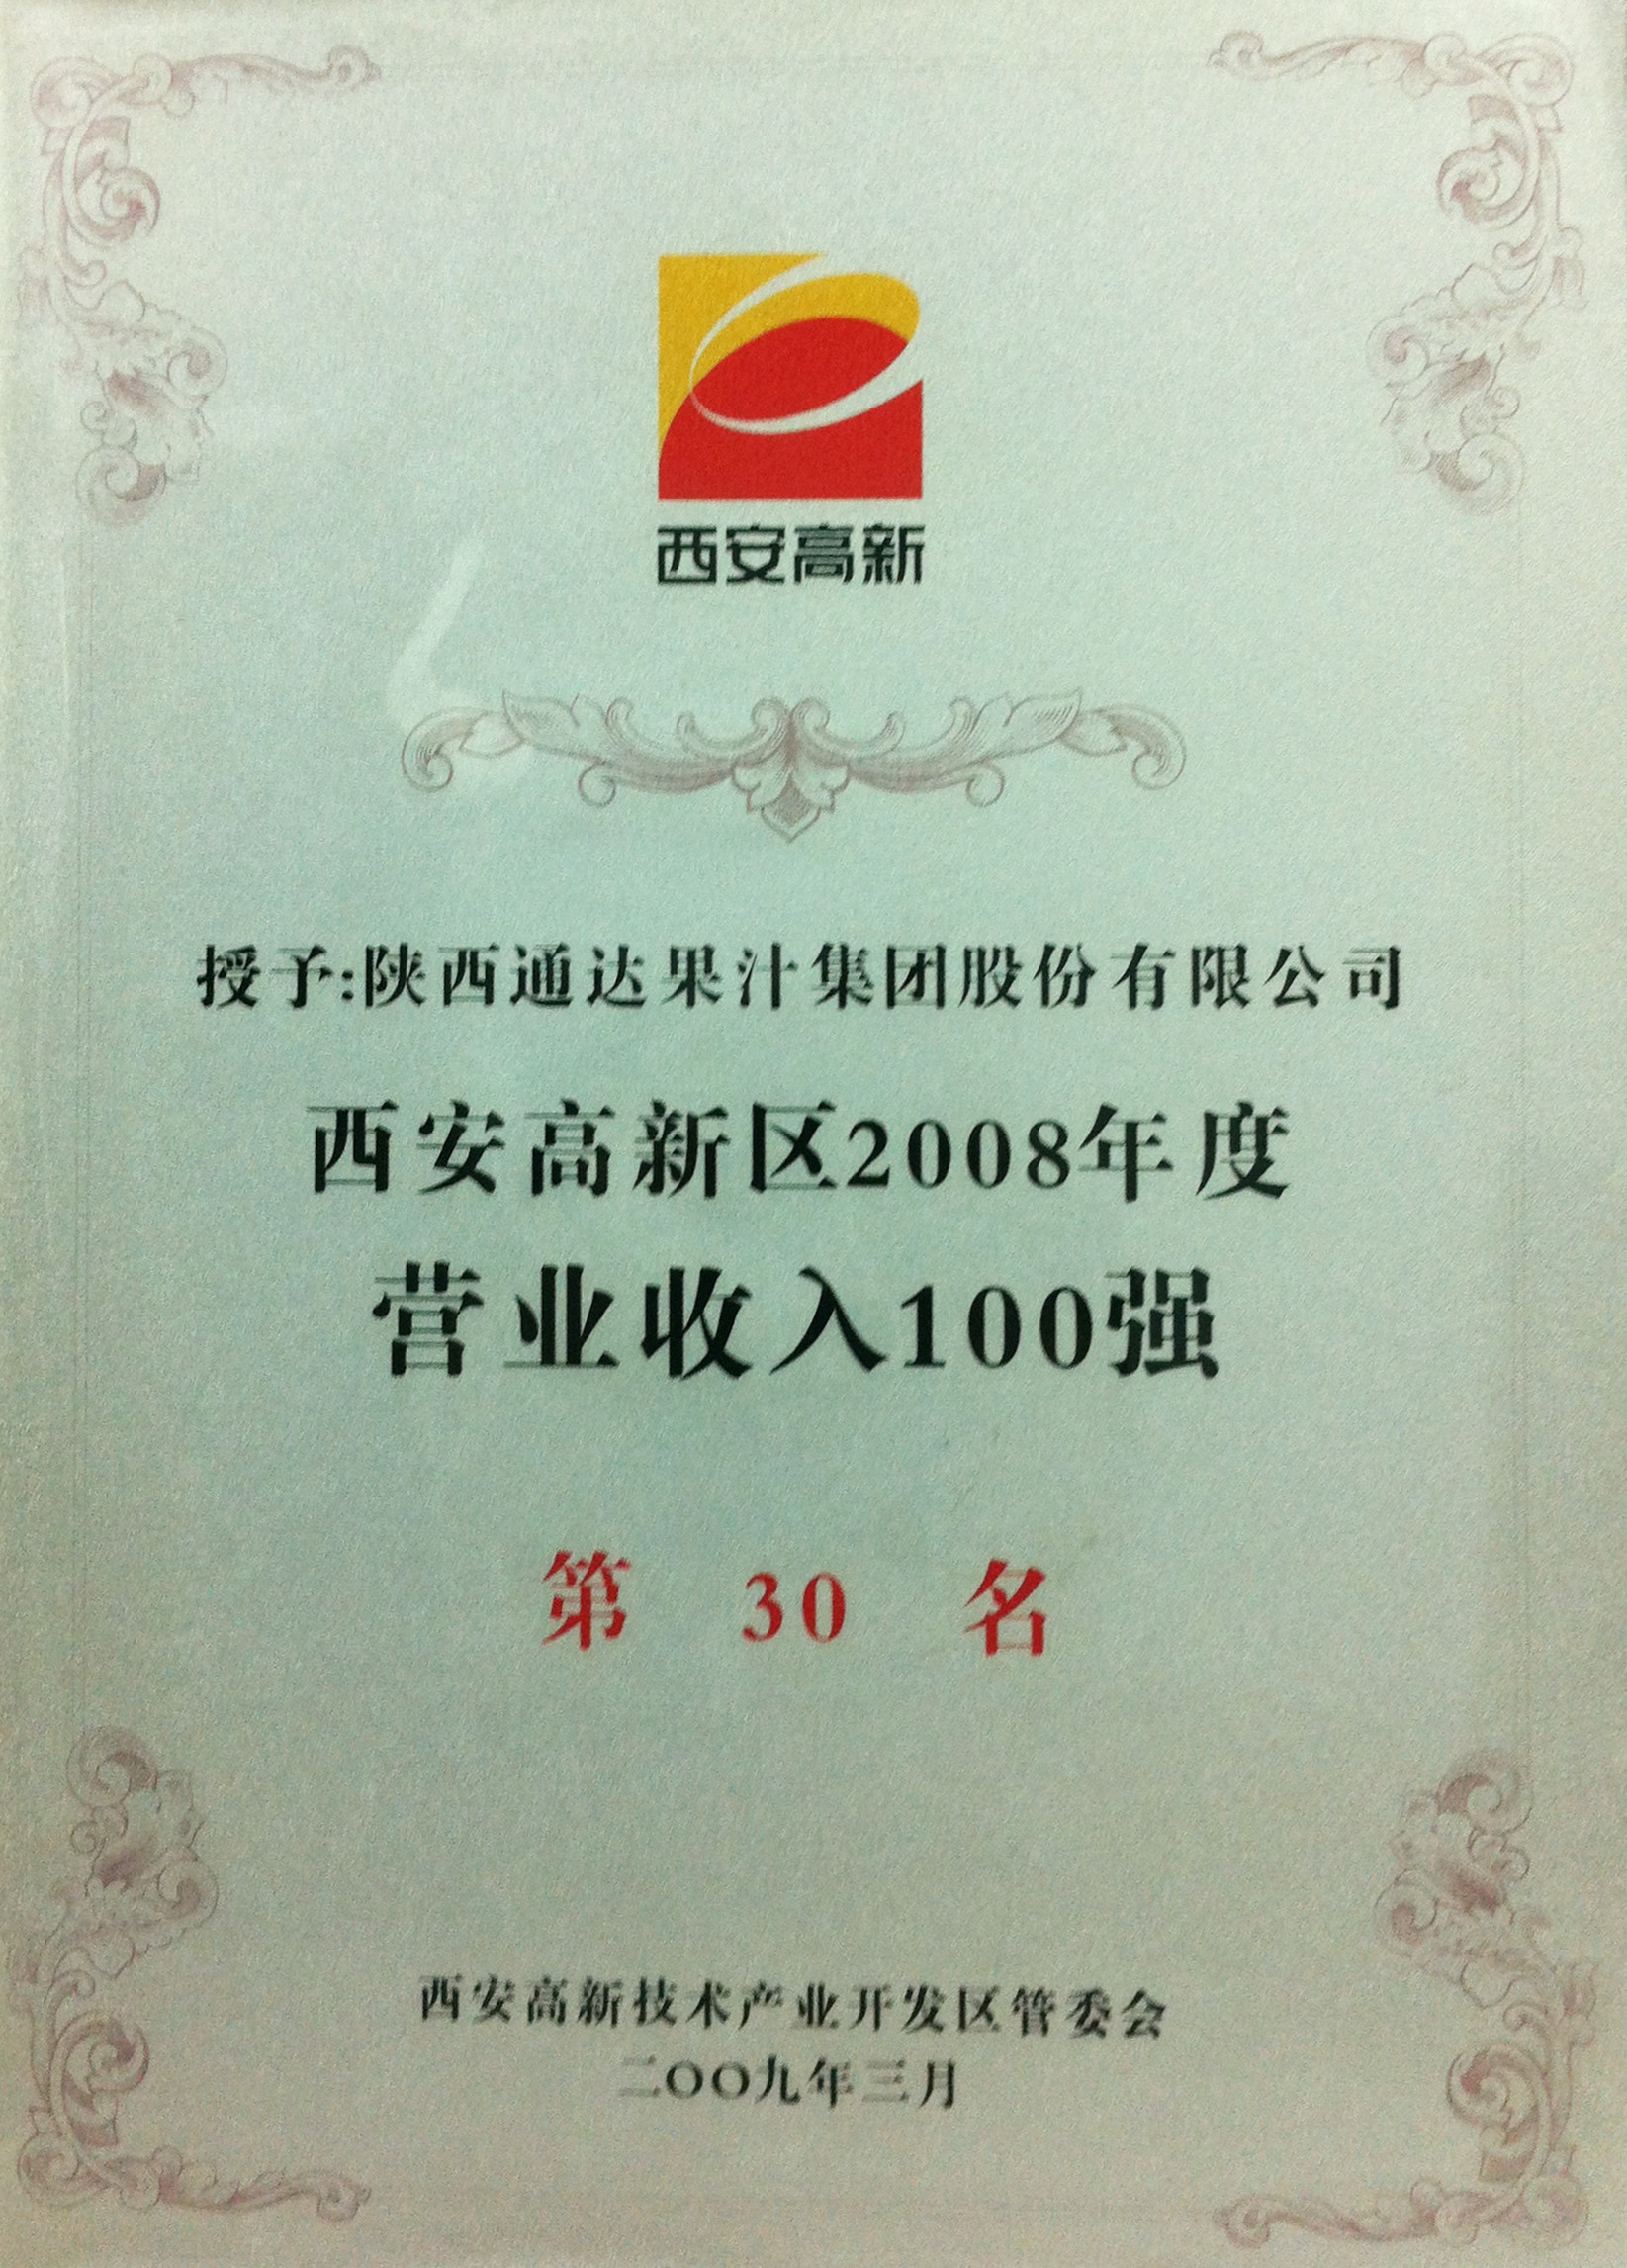 西安高新
授予:陕西通达果汁集团股份有限公司
西安高新区2008年度
营业收入100强
第 30 名
西安高新技术产业开发区管委会
二〇〇九年三月